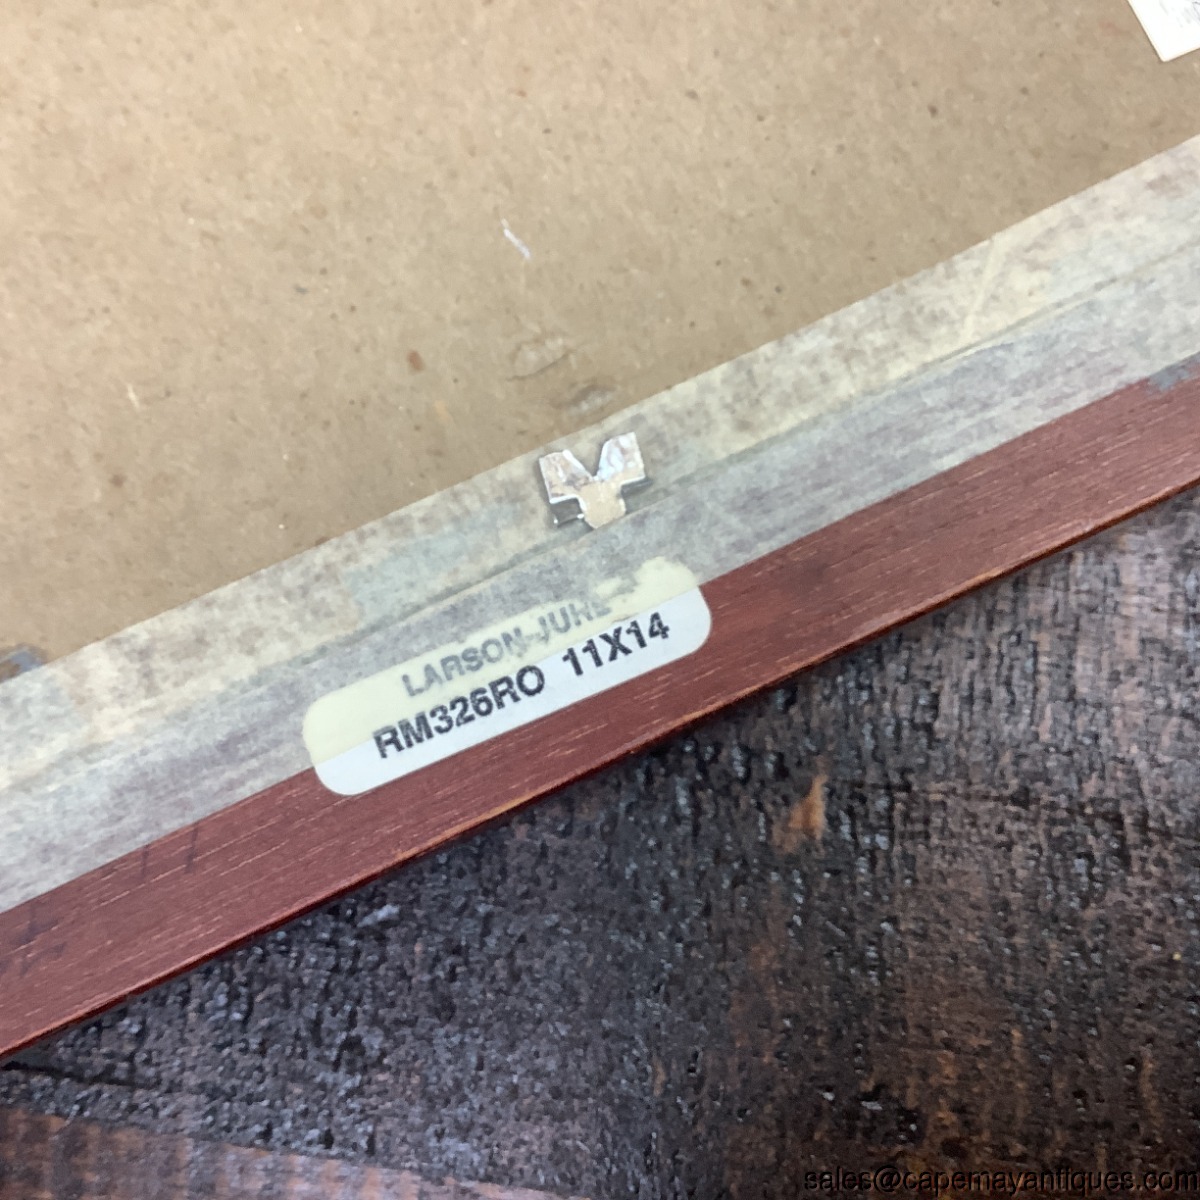 LARSON-JUHL
RM326RO 11X14
sales@capemayantiques.com